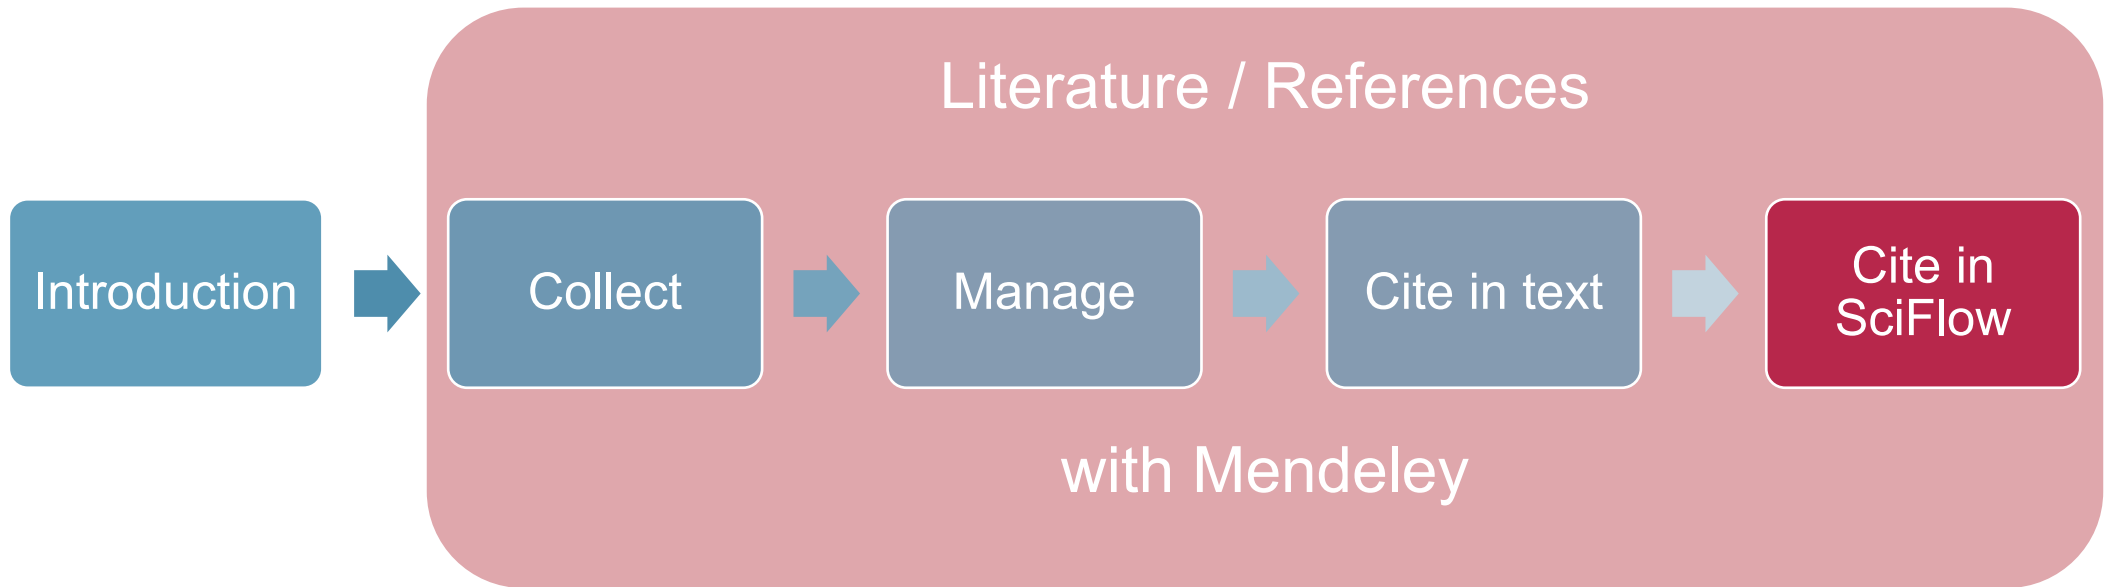 Literature / References
Introduction
Collect
Manage
Cite in text
Cite in
SciFlow
with Mendeley